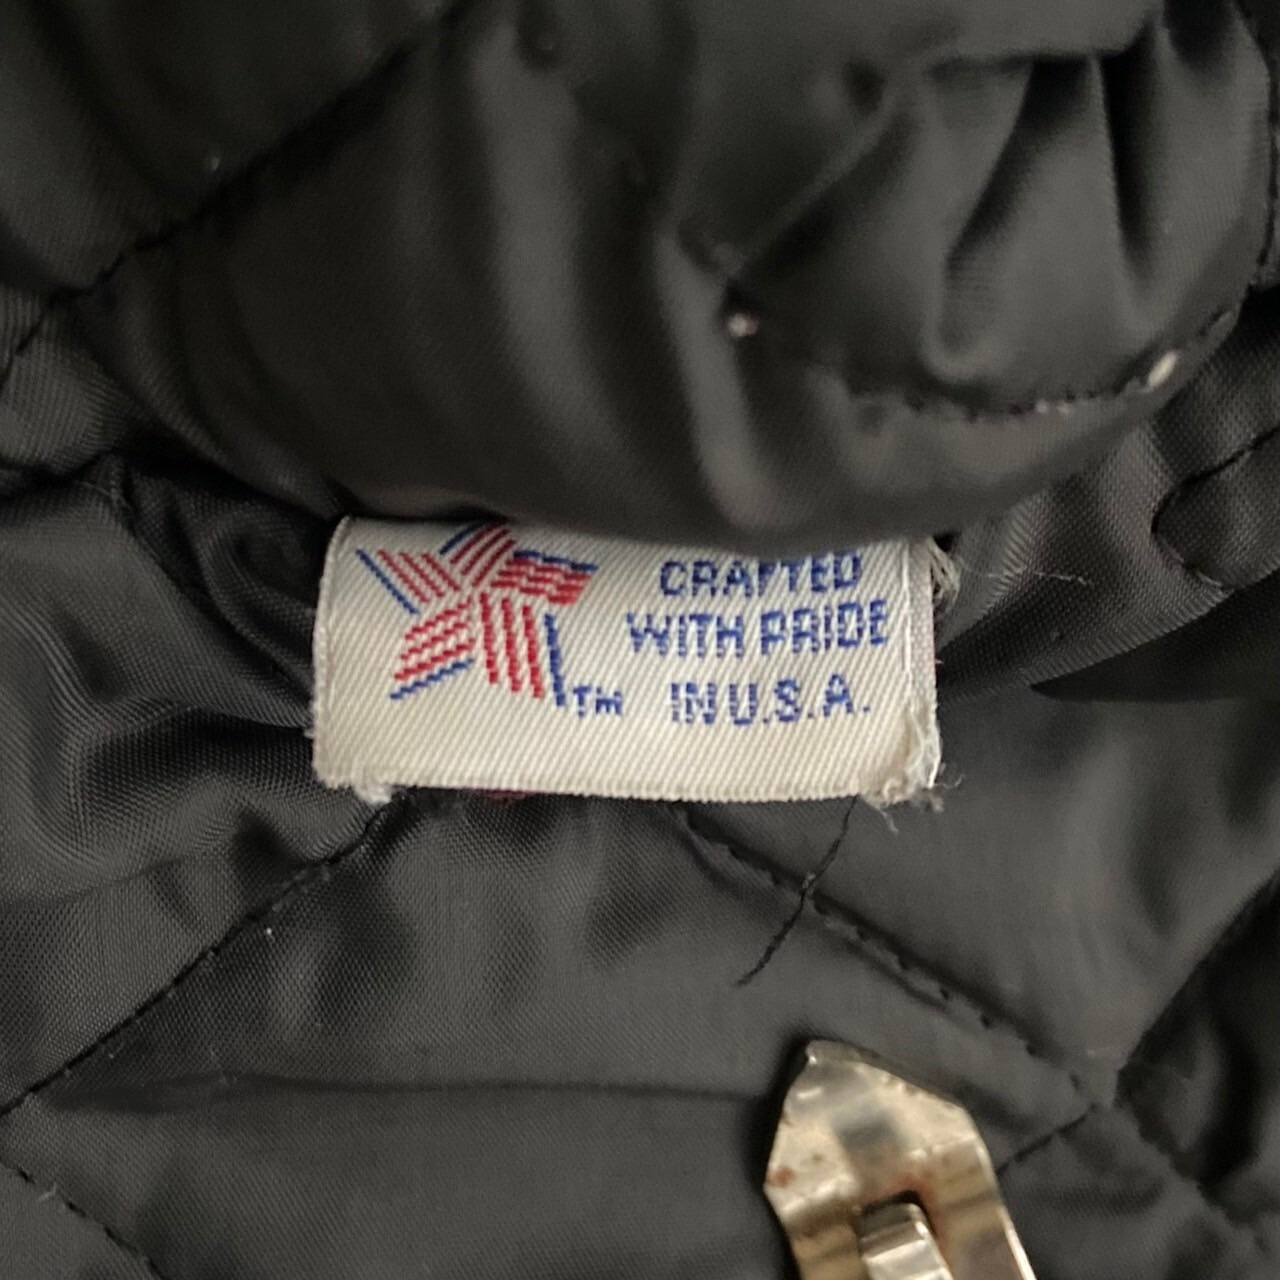 CRAFTED
WITH PRIDE
IN U.S.A.
TM